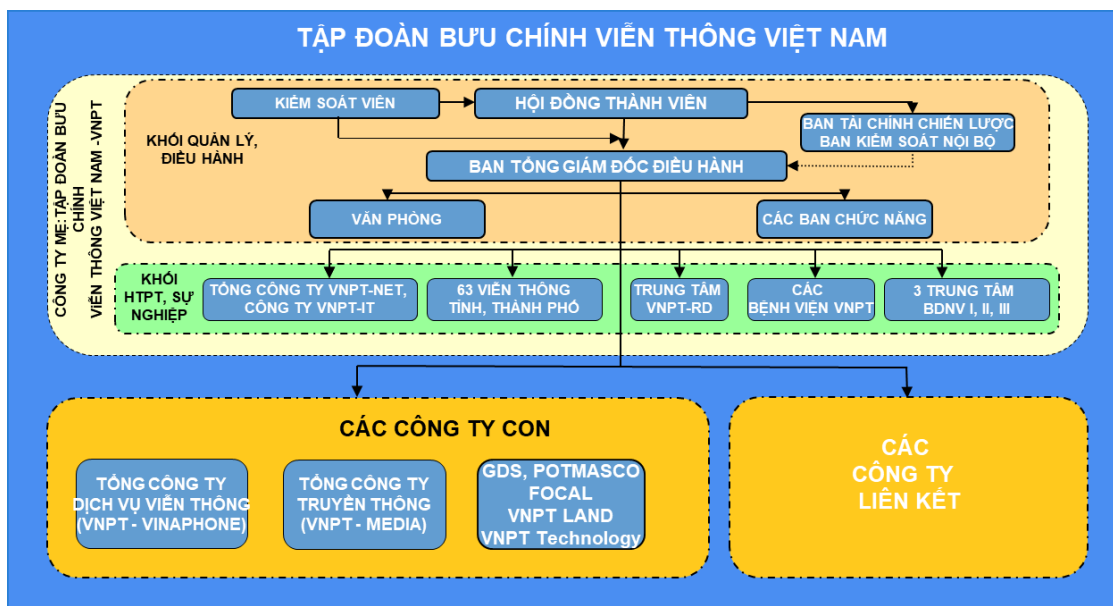 TẬP ĐOÀN BƯU CHÍNH VIỄN THÔNG VIỆT NAM
CÔNG TY MẸ:TẬP ĐOÀN BƯU
CHÍNH
VIỄN THÔNG VIỆT NAM -VNPT
KHỐI QUẢN LÝ,
ĐIỀU HÀNH
KIỂM SOÁT VIÊN
HỘI ĐỒNG THÀNH VIÊN
BAN TÀI CHÍNH CHIẾN LƯỢC
BAN KIỂM SOÁT NỘI BỘ
BAN TỔNG GIÁM ĐỐC ĐIỀU HÀNH
VĂN PHÒNG
CÁC BAN CHỨC NĂNG
KHỐI
HTPT, SỰ
NGHIỆP
TỔNG CÔNG TY VNPT-NET,
CÔNG TY VNPT-IT
63 VIỄN THÔNG
TỈNH, THÀNH PHỐ
TRUNG TÂM
VNPT-RD
CÁC
BỆNH VIỆN VNPT
3 TRUNG TÂM
BDNV I, II, III
CÁC CÔNG TY CON
TỔNG CÔNG TY
DỊCH VỤ VIỄN THÔNG
(VNPT - VINAPHONE)
TỔNG CÔNG TY
TRUYỀN THÔNG
(VNPT - MEDIA)
GDS, POTMASCO
FOCAL
VNPT LAND
VNPT Technology
CÁC
CÔNG TY
LIÊN KẾT